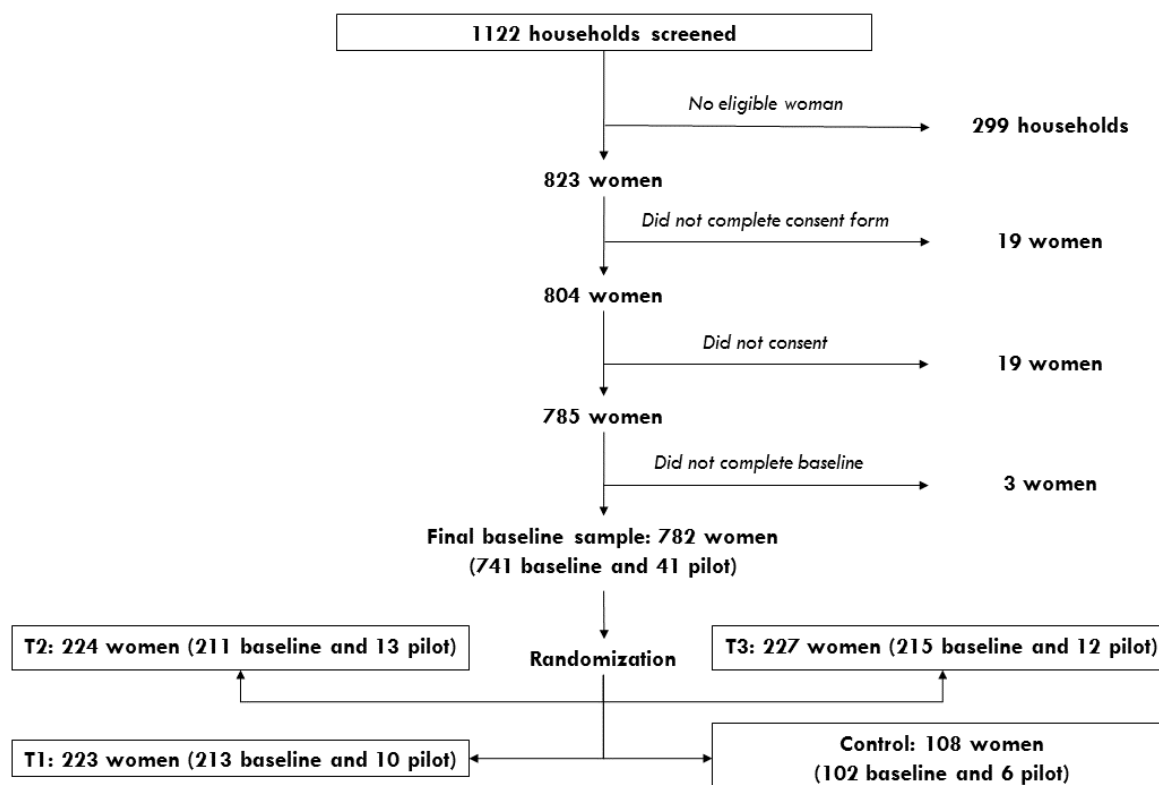 1122 households screened
No eligible woman
299 households
823 women
Did not complete consent form
19 women
804 women
Did not consent
19 women
785 women
Did not complete baseline
3 women
Final baseline sample: 782 women
(741 baseline and 41 pilot)
T2: 224 women (211 baseline and 13 pilot)
Randomization
T3: 227 women (215 baseline and 12 pilot)
T1: 223 women (213 baseline and 10 pilot)
Control: 108 women
(102 baseline and 6 pilot)